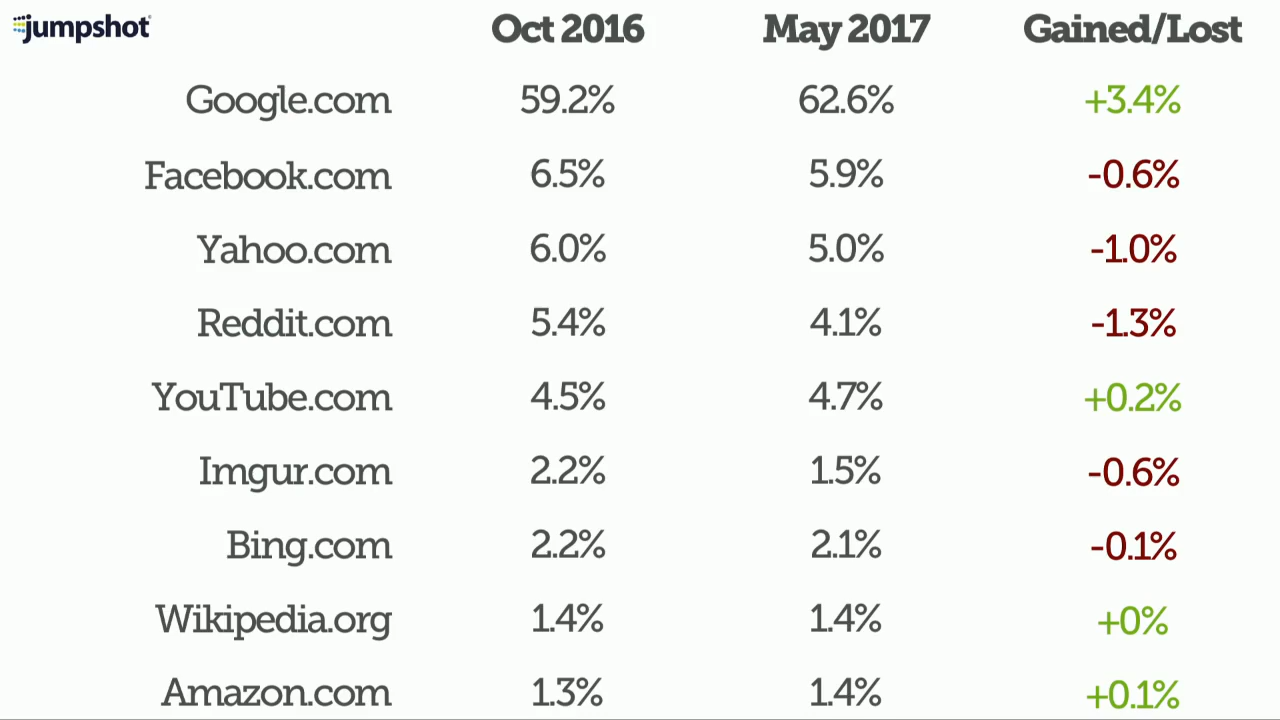 jumpshot Oct 2016 May 2017 Gained/Lost
Google.com 59.2% 62.6% +3.4%
Facebook.com 6.5% 5.9% -0.6%
Yahoo.com 6.0% 5.0% -1.0%
Reddit.com 5.4% 4.1% -1.3%
YouTube.com 4.5% 4.7% +0.2%
Imgur.com 2.2% 1.5% -0.6%
Bing.com 2.2% 2.1% -0.1%
Wikipedia.org 1.4% 1.4% +0%
Amazon.com 1.3% 1.4% +0.1%